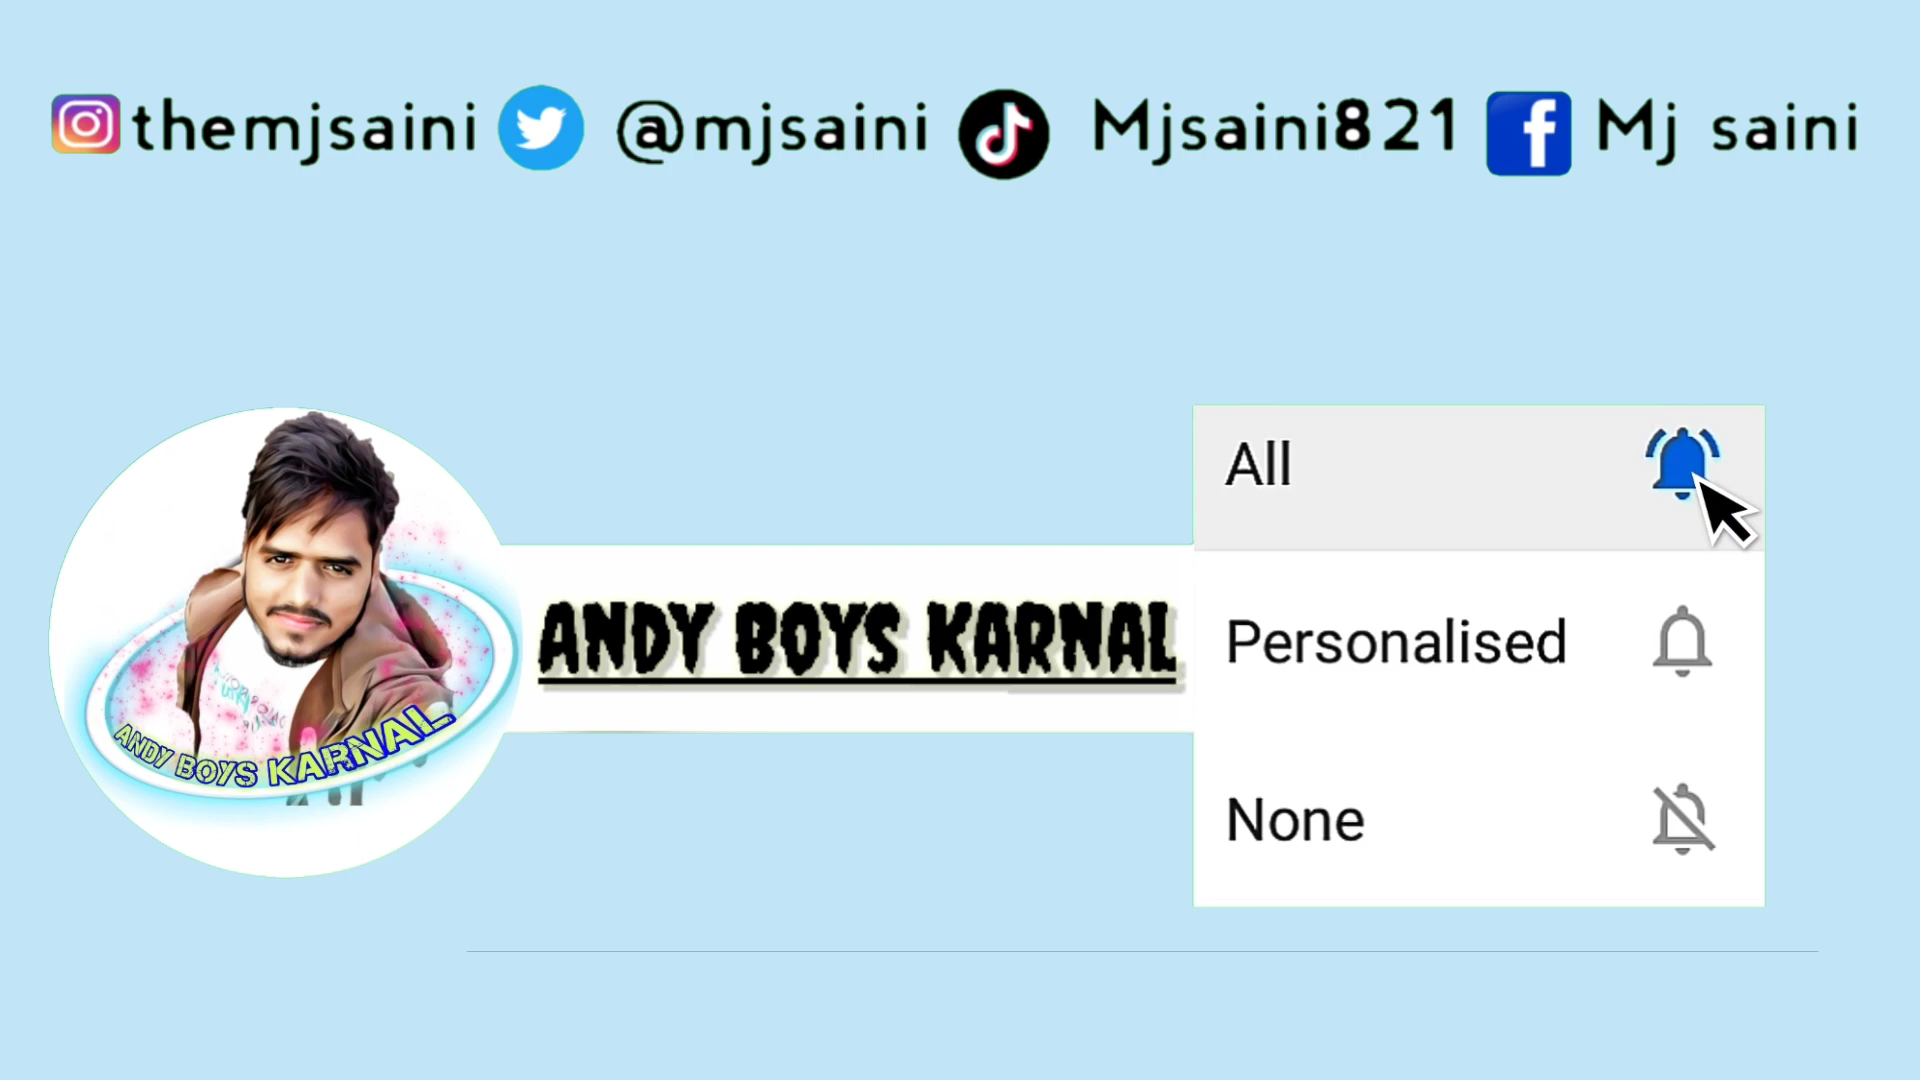 themjsaini @mjsaini Mjsaini821 Mj saini
All
ANDY BOYS KARNAL
Personalised
ANDY BOYS KARNAL
None